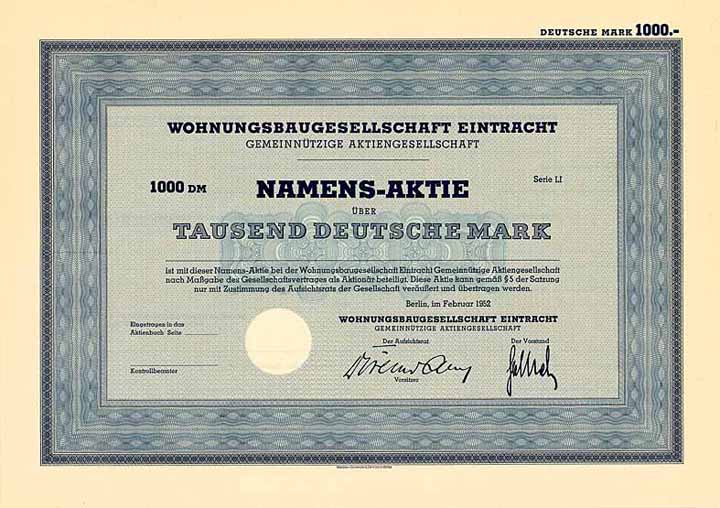 DEUTSCHE MARK 1000.-
WOHNUNGSBAUGESELLSCHAFT EINTRACHT
GEMEINNÜTZIGE AKTIENGESELLSCHAFT
1000 DM
NAMENS-AKTIE
Serie LI
ÜBER
TAUSEND DEUTSCHE MARK
ist mit dieser Namens-Aktie bei der Wohnungsbaugesellschaft Eintracht Gemeinnützige Aktiengesellschaft
nach Maßgabe des Gesellschaftsvertrages als Aktionär beteiligt. Diese Aktie kann gemäß § 5 der Satzung
nur mit Zustimmung des Aufsichtsrats der Gesellschaft veräußert und übertragen werden.
Berlin, im Februar 1952
WOHNUNGSBAUGESELLSCHAFT EINTRACHT
GEMEINNÜTZIGE AKTIENGESELLSCHAFT
Eingetragen in das
Aktienbuch Seite
Der Aufsichtsrat
Der Vorstand
Kontrollbeamter
Vorsitzer